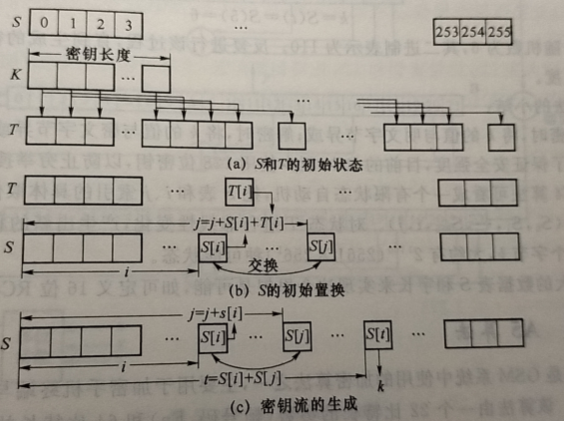 S 0 1 2 3 … 253 254 255
密钥长度
K …
…
T
(a) S和T的初始状态
T … T[i] …
j=j+S[i]+T[i]
S … S[i] … S[j] …
交换
i
(b) S的初始置换
j=j+s[i]
S … S[i] … S[j] … S[i] …
i
t=S[i]+S[j]
k
(c) 密钥流的生成